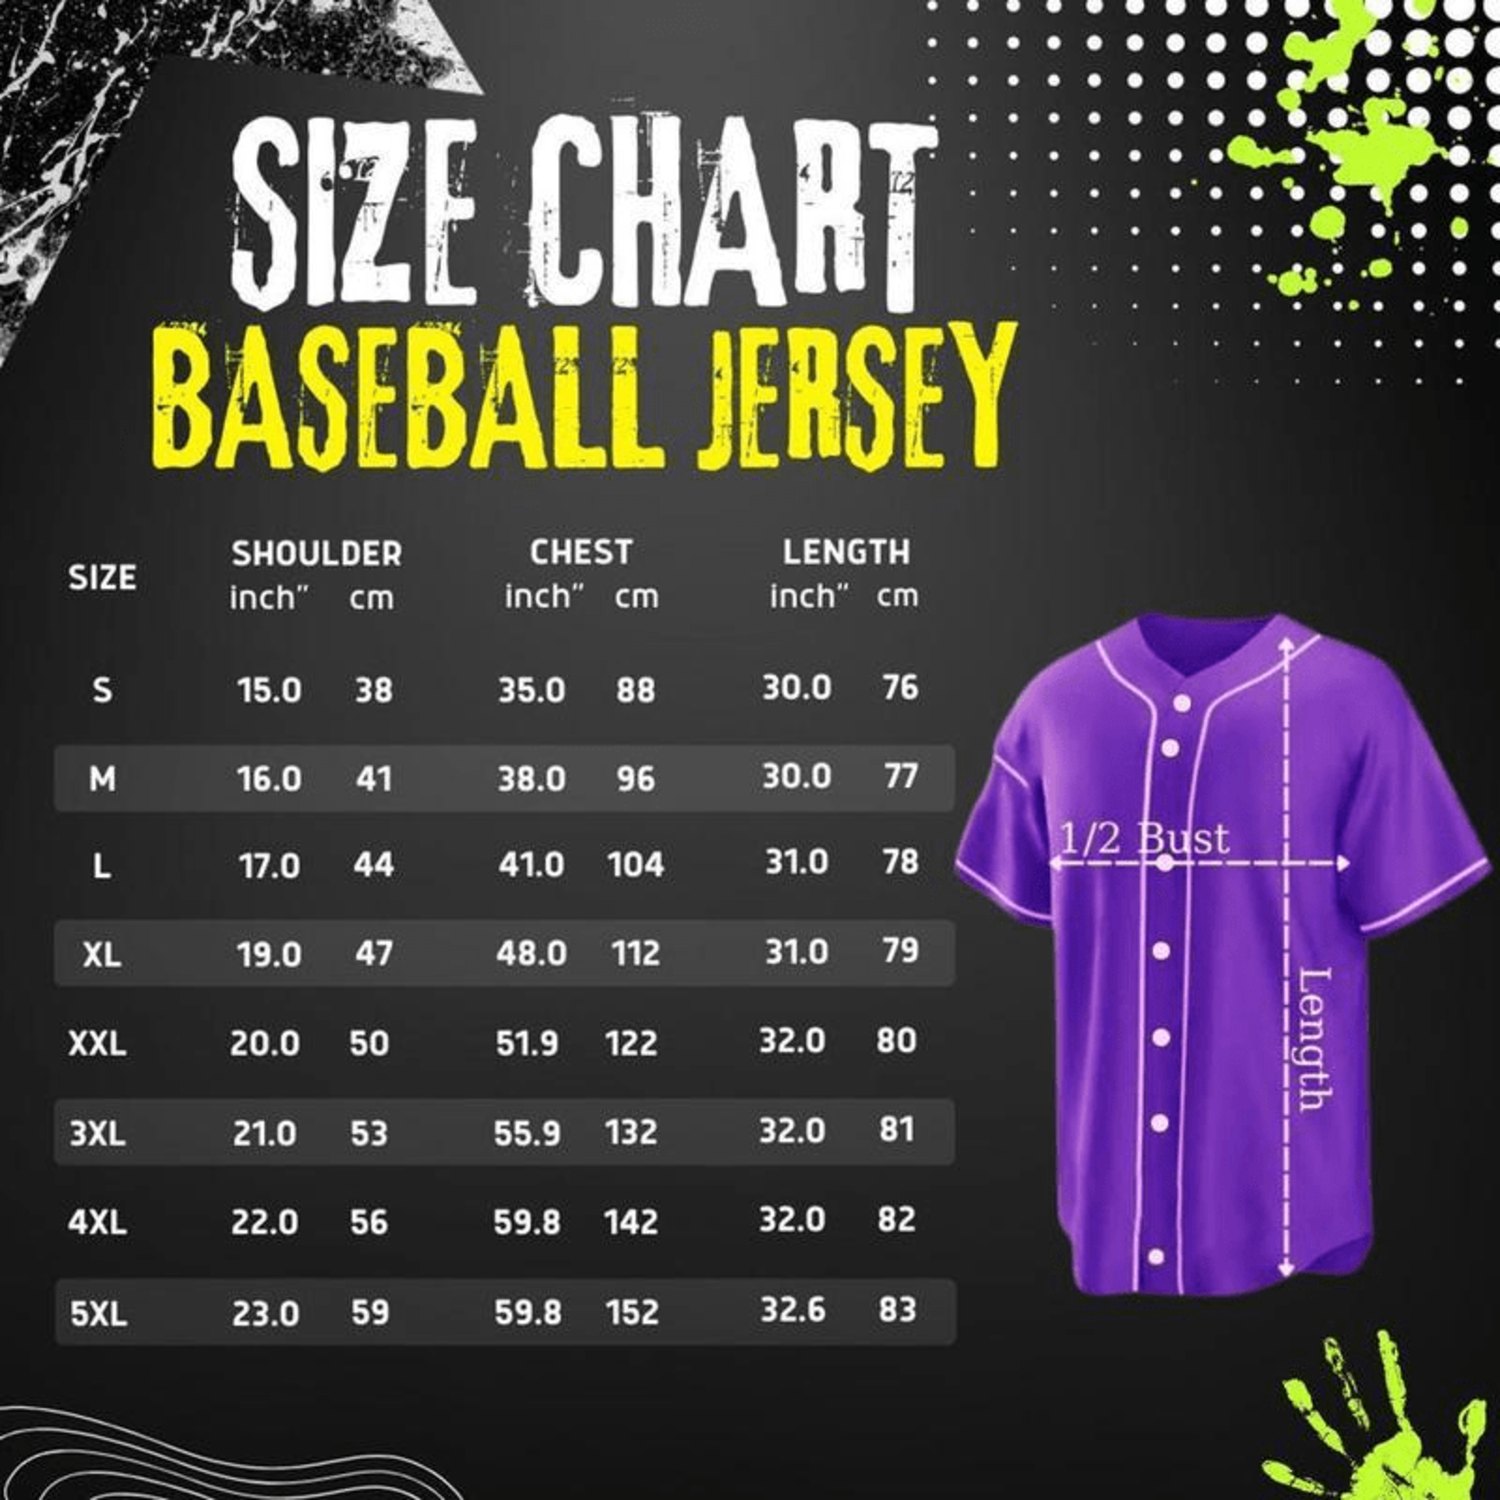 SIZE CHART
BASEBALL JERSEY
SIZE SHOULDER CHEST LENGTH
inch" cm inch" cm inch" cm
S 15.0 38 35.0 88 30.0 76
M 16.0 41 38.0 96 30.0 77
L 17.0 44 41.0 104 31.0 78
XL 19.0 47 48.0 112 31.0 79
XXL 20.0 50 51.9 122 32.0 80
3XL 21.0 53 55.9 132 32.0 81
4XL 22.0 56 59.8 142 32.0 82
5XL 23.0 59 59.8 152 32.6 83
1/2 Bust
Length